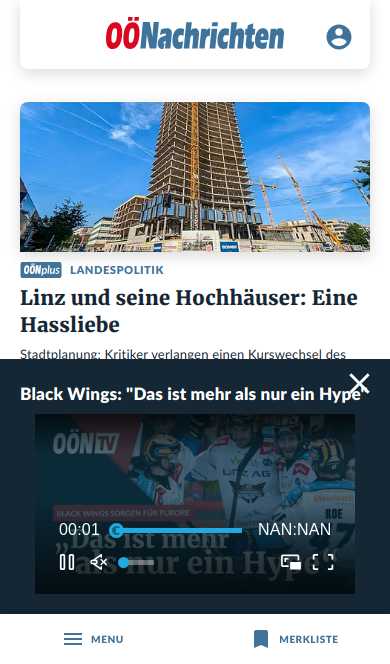 OÖNachrichten
OÖNplus LANDESPOLITIK
Linz und seine Hochhäuser: Eine
Hassliebe
Stadtplanung: Kritiker verlangen einen Kurswechsel des
Black Wings: "Das ist mehr als nur ein Hype"
OÖN TV
BLACK WINGS SORGEN FÜR FURORE
00:01 NAN:NAN
„Das ist mehr
als nur ein Hype“
ROE
MENU MERKLISTE